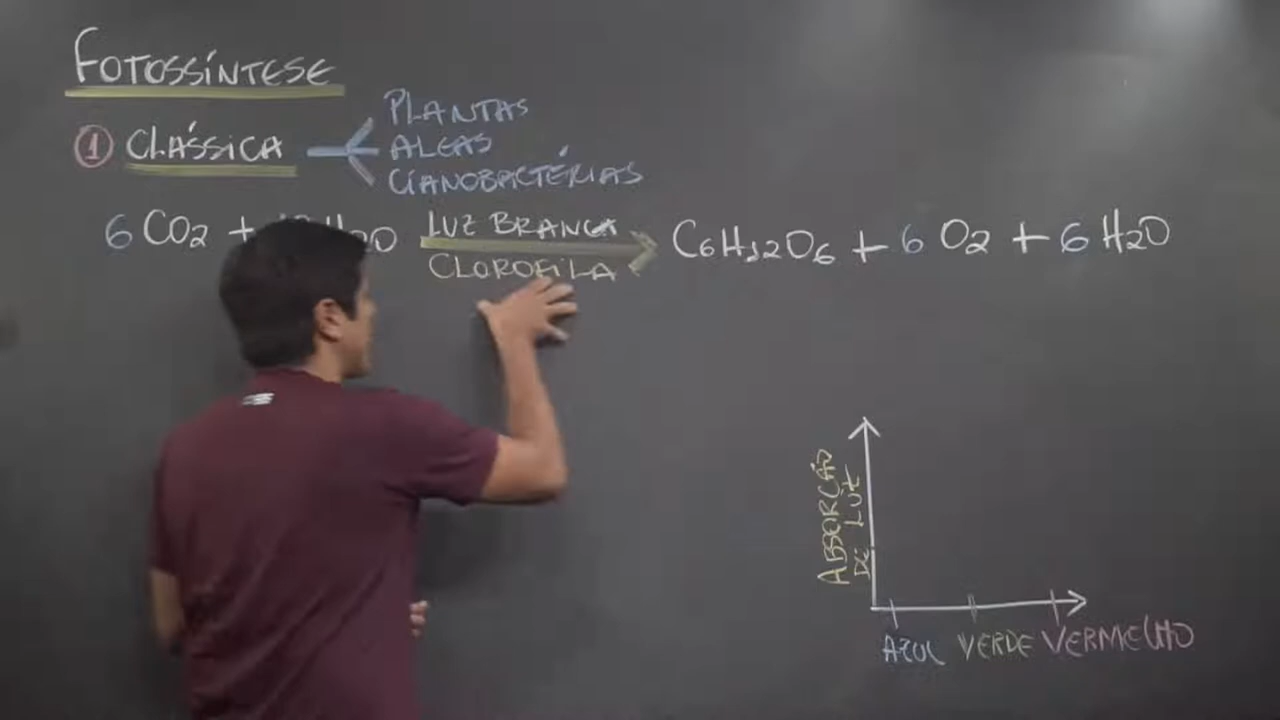 FOTOSSÍNTESE
① CLÁSSICA
PLANTAS
ALGAS
CIANOBACTÉRIAS
6 CO2 + 2O LUZ BRANCA C6H12O6 + 6 O2 + 6 H2O
CLOROFILA
ABSORÇÃO
DE LUZ
AZUL VERDE VERMELHO